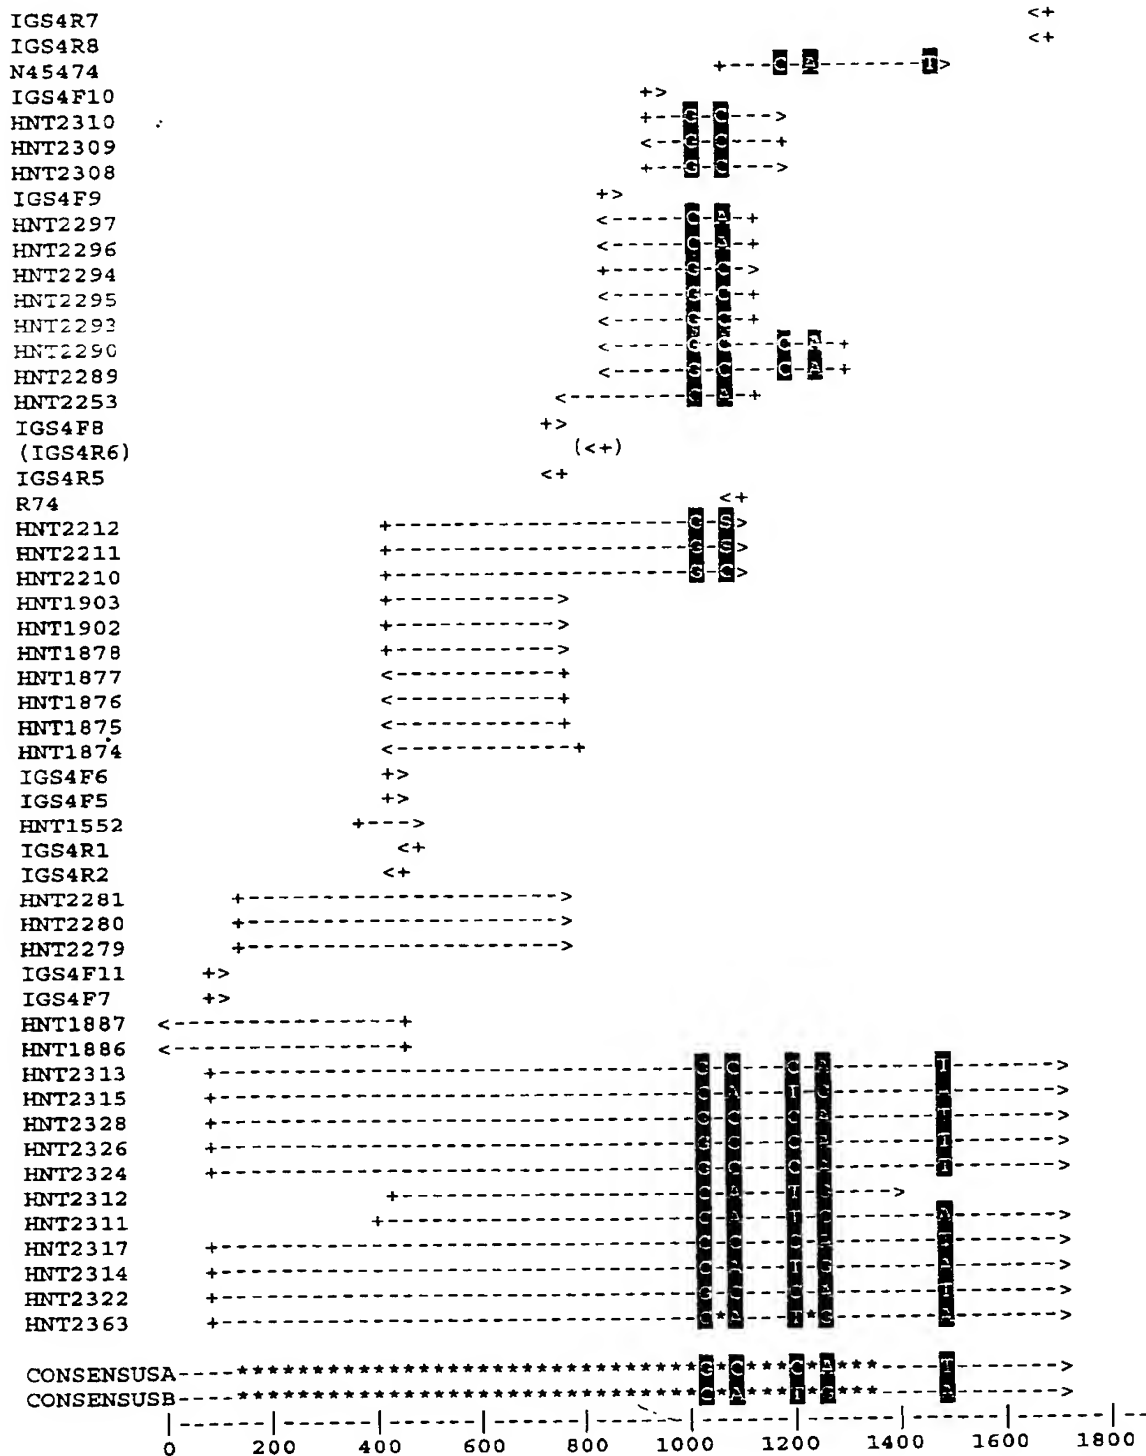 IGS4R7 <+
IGS4R8 <+
N45474 +---C-A-------T>
IGS4F10 +>
HNT2310 +--G-C--->
HNT2309 <--G-C---+
HNT2308 +--G-C--->
IGS4F9 +>
HNT2297 <------C-A-+
HNT2296 <------C-A-+
HNT2294 +------G-C->
HNT2295 <------G-C-+
HNT2293 <------G-C-+
HNT2290 <------G-C---C-A-+
HNT2289 <------G-C---C-A-+
HNT2253 <--------C-A-+
IGS4F8 +>
(IGS4R6) (<+)
IGS4R5 <+
R74 <+
HNT2212 +-----------------------S>
HNT2211 +--------------------G-S>
HNT2210 +--------------------G-C>
HNT1903 +------------->
HNT1902 +------------->
HNT1878 +------------->
HNT1877 <-------------+
HNT1876 <-------------+
HNT1875 <-------------+
HNT1874 <--------------+
IGS4F6 +>
IGS4F5 +>
HNT1552 +--->
IGS4R1 <+
IGS4R2 <+
HNT2281 +------------------------>
HNT2280 +------------------------>
HNT2279 +------------------------>
IGS4F11 +>
IGS4F7 +>
HNT1887 <-----------------+
HNT1886 <-----------------+
HNT2313 +-----------------------------------G-C---C-A--------T-------->
HNT2315 +-----------------------------------C-A---T-G---------------->
HNT2328 +-----------------------------------G-C---C-A--------T-------->
HNT2326 +-----------------------------------G-C---C-A--------T-------->
HNT2324 +-----------------------------------G-C---C-A--------T-------->
HNT2312 +----------------------C-A---T-G----->
HNT2311 +-----------------------C-A---T-G--------A-------->
HNT2317 +----------------------------------------------------->
HNT2314 +-----------------------------------C-A---T-G--------A-------->
HNT2322 +-----------------------------------G-C---C-A--------T-------->
HNT2363 +-----------------------------------C*A---T*G--------A-------->
CONSENSUSA----***********************************G*C****C*A****----T-------->
CONSENSUSB----***********************************C*A****T*G****----A-------->
0 200 400 600 800 1000 1200 1400 1600 1800